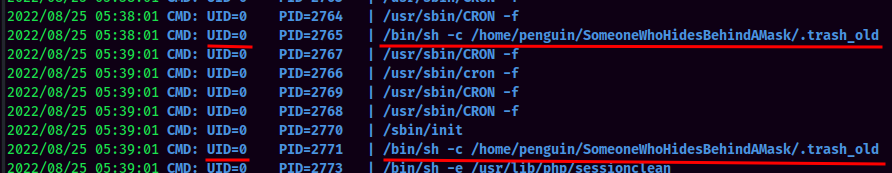 2022/08/25 05:38:01 CMD: UID=0 PID=2764 | /usr/sbin/CRON -f
2022/08/25 05:38:01 CMD: UID=0 PID=2765 | /bin/sh -c /home/penguin/SomeoneWhoHidesBehindAMask/.trash_old
2022/08/25 05:39:01 CMD: UID=0 PID=2767 | /usr/sbin/CRON -f
2022/08/25 05:39:01 CMD: UID=0 PID=2766 | /usr/sbin/cron -f
2022/08/25 05:39:01 CMD: UID=0 PID=2769 | /usr/sbin/CRON -f
2022/08/25 05:39:01 CMD: UID=0 PID=2768 | /usr/sbin/CRON -f
2022/08/25 05:39:01 CMD: UID=0 PID=2770 | /sbin/init
2022/08/25 05:39:01 CMD: UID=0 PID=2771 | /bin/sh -c /home/penguin/SomeoneWhoHidesBehindAMask/.trash_old
2022/08/25 05:39:01 CMD: UID=0 PID=2773 | /bin/sh -e /usr/lib/php/sessionclean